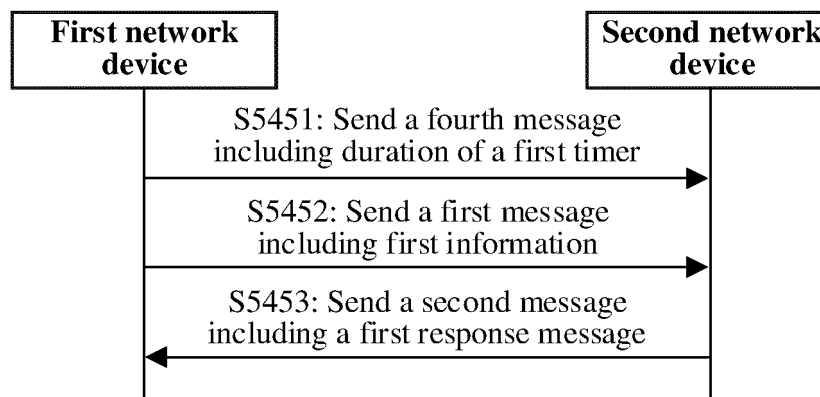 First network
device
Second network
device
S5451: Send a fourth message
including duration of a first timer
S5452: Send a first message
including first information
S5453: Send a second message
including a first response message